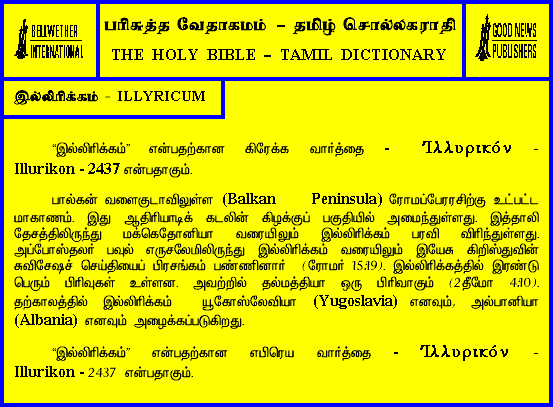 BELLWETHER
INTERNATIONAL
பரிசுத்த வேதாகமம் – தமிழ் சொல்லகராதி
THE HOLY BIBLE – TAMIL DICTIONARY
GOOD NEWS
PUBLISHERS
இல்லிரிக்கம் - ILLYRICUM
“இல்லிரிக்கம்” என்பதற்கான கிரேக்க வார்த்தை - Ἰλλυρικόν -
Illurikon - 2437 என்பதாகும்.
பால்கன் வளைகுடாவிலுள்ள (Balkan Peninsula) ரோமப்பேரரசிற்கு உட்பட்ட
மாகாணம். இது ஆதிரியாடிக் கடலின் கிழக்குப் பகுதியில் அமைந்துள்ளது. இத்தாலி
தேசத்திலிருந்து மக்கெதோனியா வரையிலும் இல்லிரிக்கம் பரவி விரிந்துள்ளது.
அப்போஸ்தலர் பவுல் எருசலேமிலிருந்து இல்லிரிக்கம் வரையிலும் இயேசு கிறிஸ்துவின்
சுவிசேஷச் செய்தியைப் பிரசங்கம் பண்ணினார் (ரோமர் 15:19). இல்லிரிக்கத்தில் இரண்டு
பெரும் பிரிவுகள் உள்ளன. அவற்றில் தல்மத்தியா ஒரு பிரிவாகும் (2தீமோ 4:10).
தற்காலத்தில் இல்லிரிக்கம் யூகோஸ்லேவியா (Yugoslavia) எனவும், அல்பானியா
(Albania) எனவும் அழைக்கப்படுகிறது.
“இல்லிரிக்கம்” என்பதற்கான எபிரெய வார்த்தை - Ἰλλυρικόν -
Illurikon - 2437 என்பதாகும்.